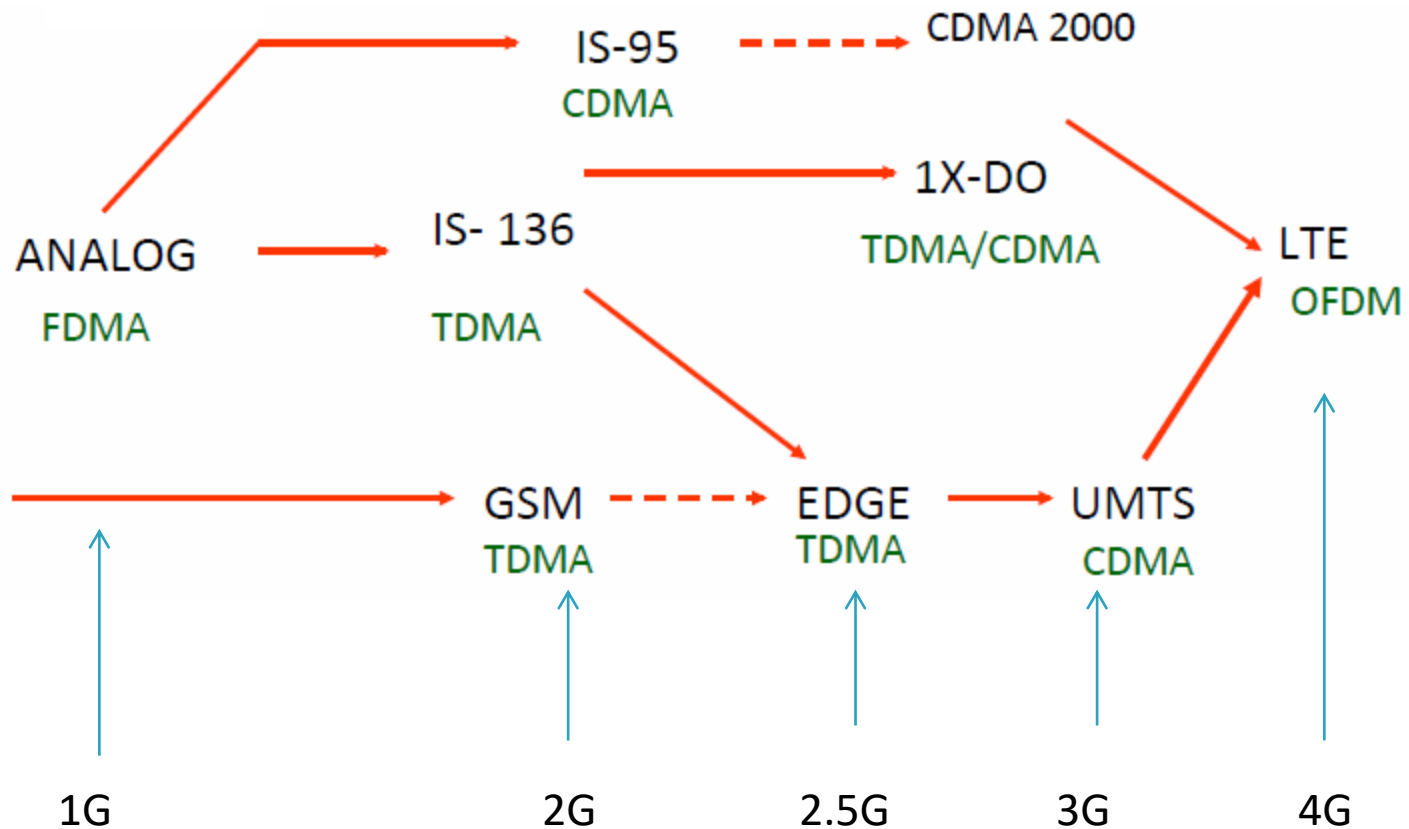 IS-95
CDMA
CDMA 2000
1X-DO
TDMA/CDMA
IS- 136
TDMA
ANALOG
FDMA
LTE
OFDM
GSM
TDMA
EDGE
TDMA
UMTS
CDMA
1G
2G
2.5G
3G
4G